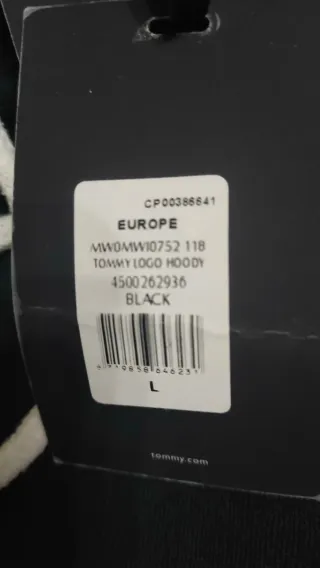 CP00386641
EUROPE
MW0MW10752 118
TOMMY LOGO HOODY
4500262936
BLACK
L
tommy.com